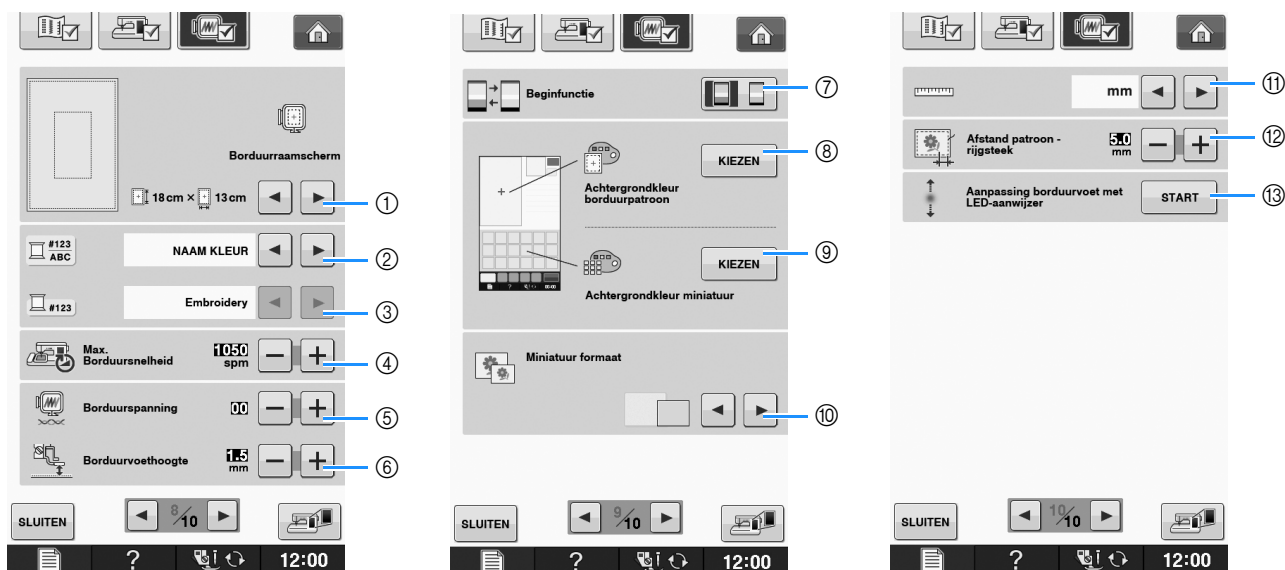 Borduurraamscherm
18 cm × 13 cm
①
#123
ABC
NAAM KLEUR
②
#123
Embroidery
③
Max.
Borduursnelheid
1050
spm
④
Borduurspanning
00
⑤
Borduurvoethoogte
1.5
mm
⑥
SLUITEN
8/10
?
12:00
Beginfunctie
⑦
Achtergrondkleur
borduurpatroon
KIEZEN
⑧
Achtergrondkleur miniatuur
KIEZEN
⑨
?
00:00
Miniatuur formaat
⑩
SLUITEN
9/10
?
12:00
mm
⑪
Afstand patroon -
rijgsteek
5.0
mm
⑫
Aanpassing borduurvoet met
LED-aanwijzer
START
⑬
SLUITEN
10/10
?
12:00